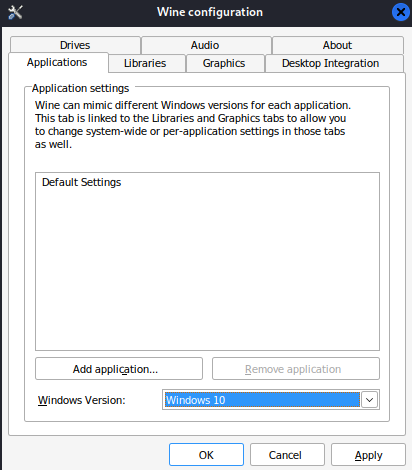 Wine configuration
Drives
Audio
About
Applications
Libraries
Graphics
Desktop Integration
Application settings
Wine can mimic different Windows versions for each application.
This tab is linked to the Libraries and Graphics tabs to allow you
to change system-wide or per-application settings in those tabs
as well.
Default Settings
Add application...
Remove application
Windows Version:
Windows 10
OK
Cancel
Apply